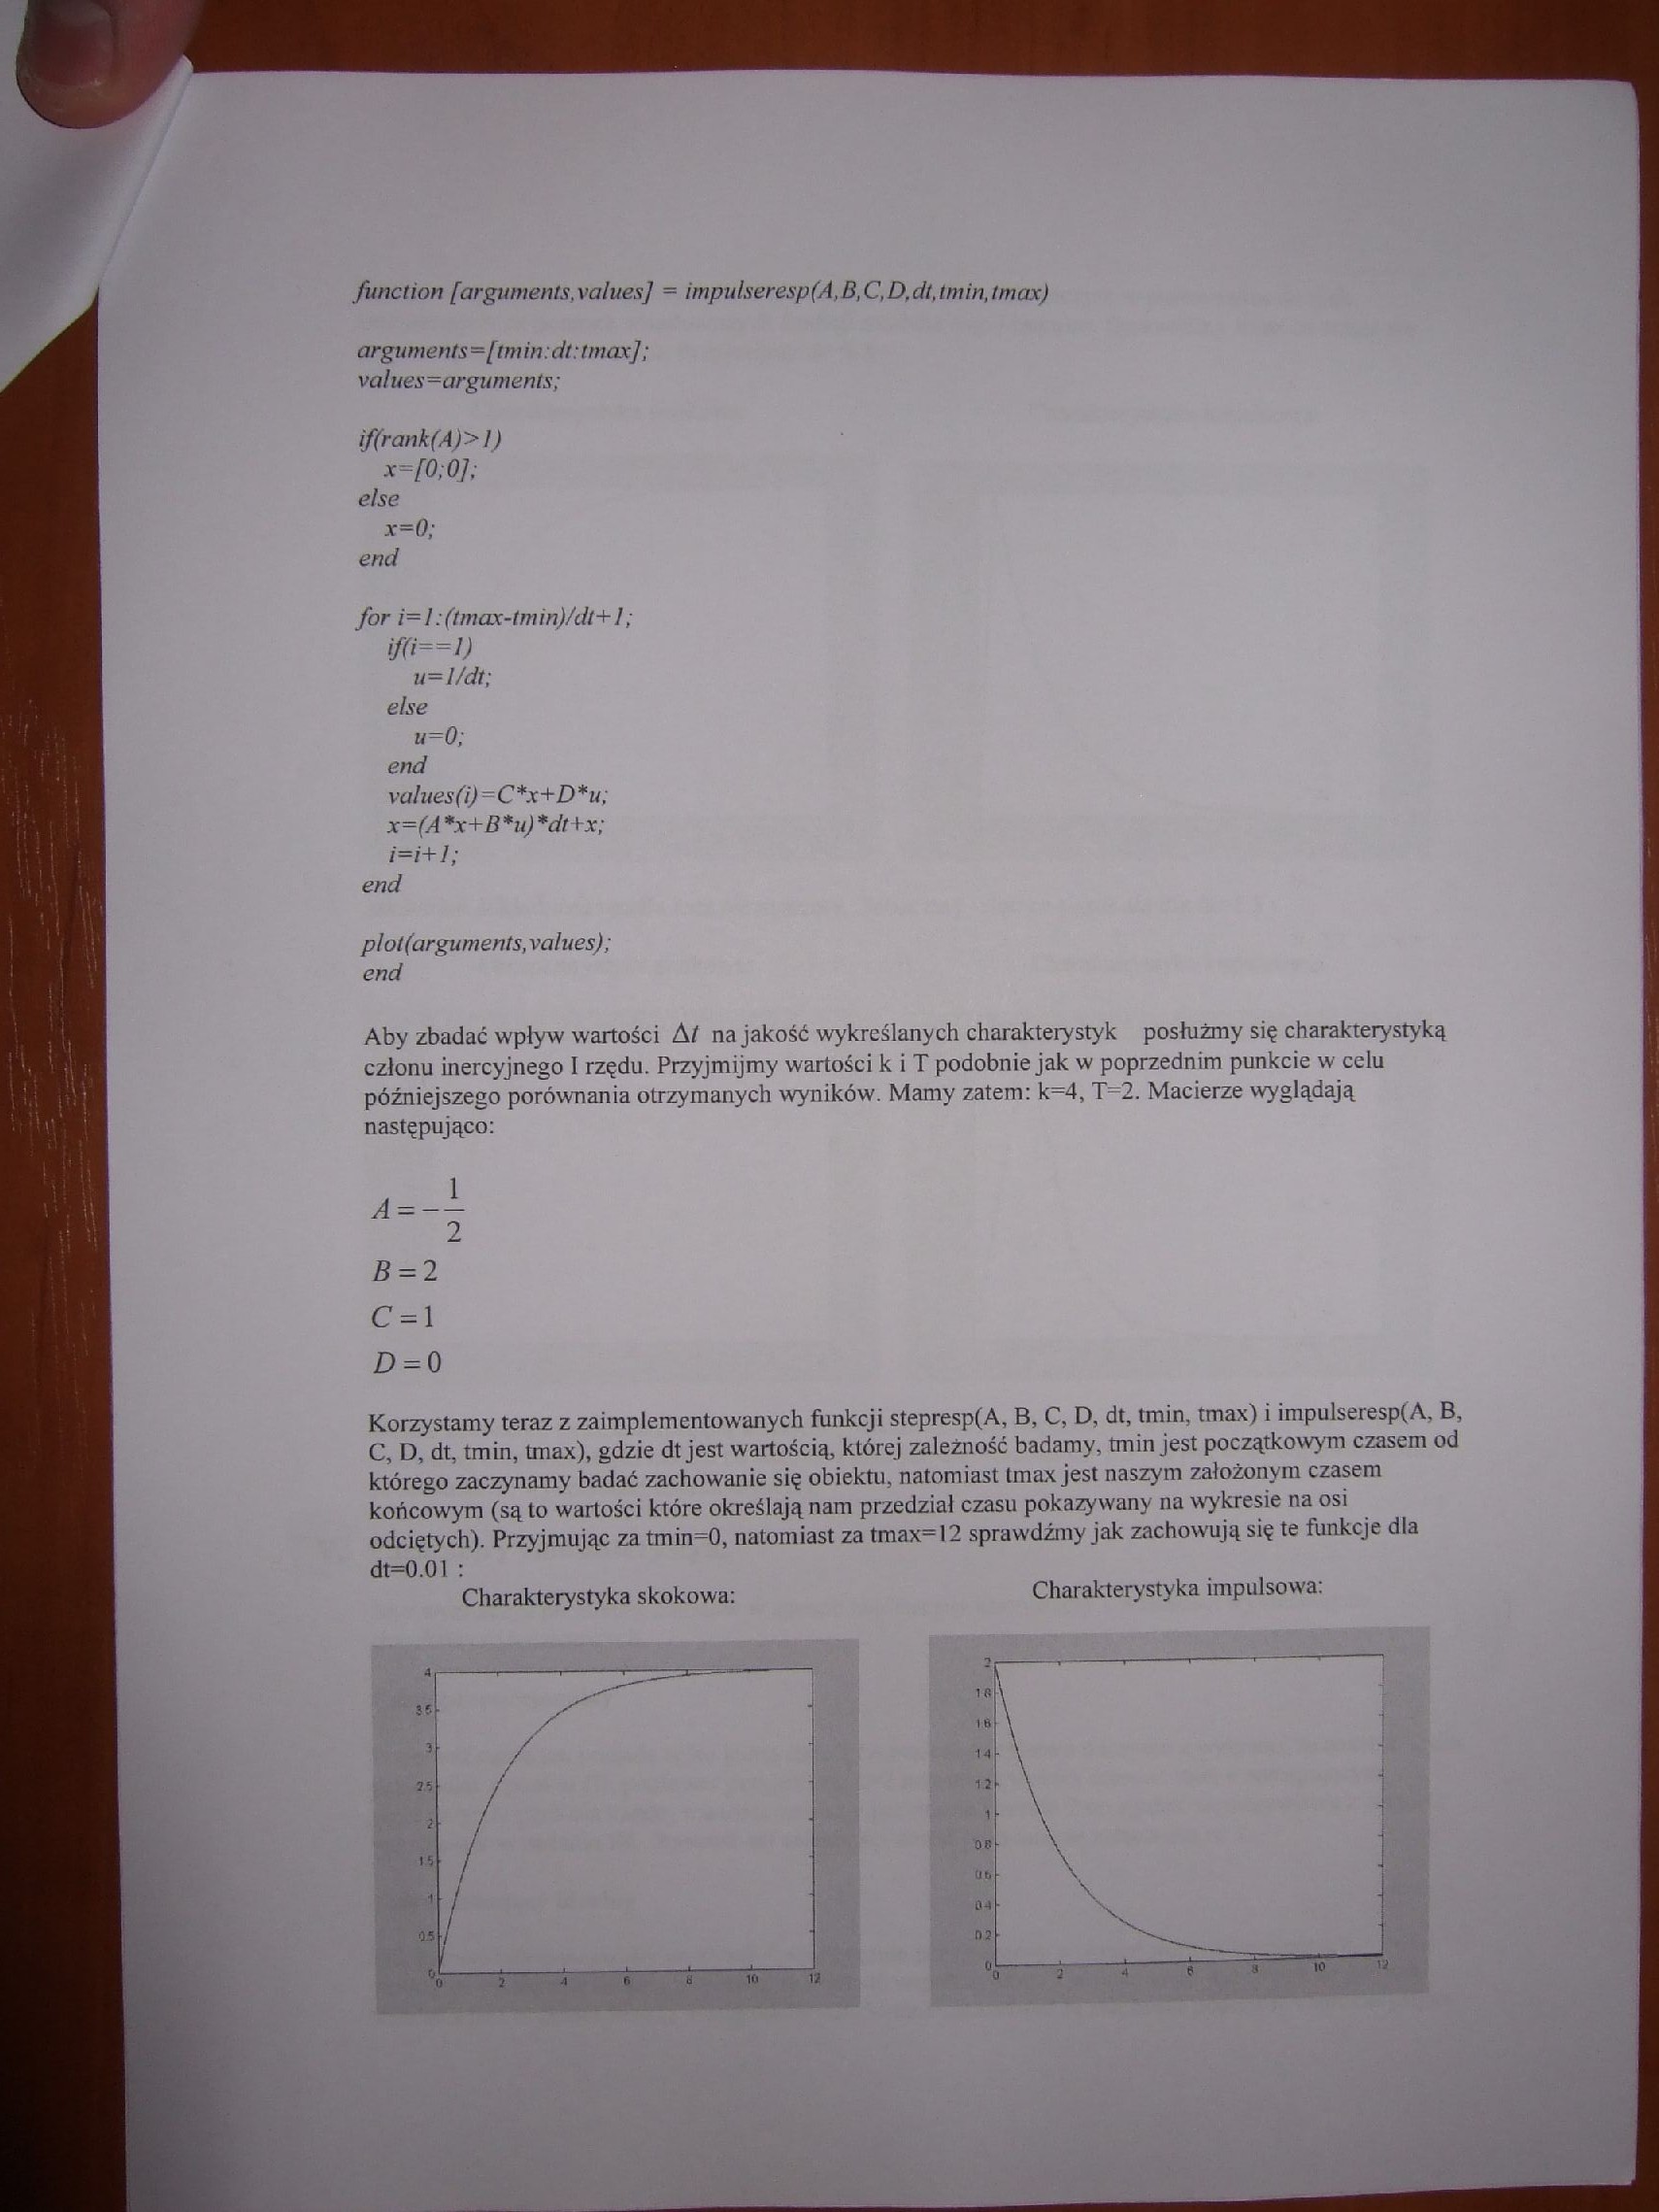 function [arguments,values] = impulseresp(A,B,C,D,dt,tmin,tmax)
arguments=[tmin:dt:tmax];
values=arguments;
if(rank(A)>1)
x=[0;0];
else
x=0;
end
for i=1:(tmax-tmin)/dt+1;
if(i==1)
u=1/dt;
else
u=0;
end
values(i)=C*x+D*u;
x=(A*x+B*u)*dt+x;
i=i+1;
end
plot(arguments,values);
end
Aby zbadać wpływ wartości Δt na jakość wykreślanych charakterystyk posłużmy się charakterystyką
członu inercyjnego I rzędu. Przyjmijmy wartości k i T podobnie jak w poprzednim punkcie w celu
późniejszego porównania otrzymanych wyników. Mamy zatem: k=4, T=2. Macierze wyglądają
następująco:
A = -1/2
B = 2
C = 1
D = 0
Korzystamy teraz z zaimplementowanych funkcji stepresp(A, B, C, D, dt, tmin, tmax) i impulseresp(A, B,
C, D, dt, tmin, tmax), gdzie dt jest wartością, której zależność badamy, tmin jest początkowym czasem od
którego zaczynamy badać zachowanie się obiektu, natomiast tmax jest naszym założonym czasem
końcowym (są to wartości które określają nam przedział czasu pokazywany na wykresie na osi
odciętych). Przyjmując za tmin=0, natomiast za tmax=12 sprawdźmy jak zachowują się te funkcje dla
dt=0.01 :
Charakterystyka skokowa: Charakterystyka impulsowa:
4
3.5
3
2.5
2
1.5
1
0.5
0
0 2 4 6 8 10 12
2
1.8
1.6
1.4
1.2
1
0.8
0.6
0.4
0.2
0
0 2 4 6 8 10 12